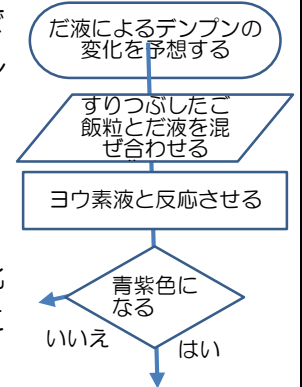 だ液によるデンプンの
変化を予想する
すりつぶしたご
飯粒とだ液を混
ぜ合わせる
ヨウ素液と反応させる
青紫色に
なる
いいえ
はい